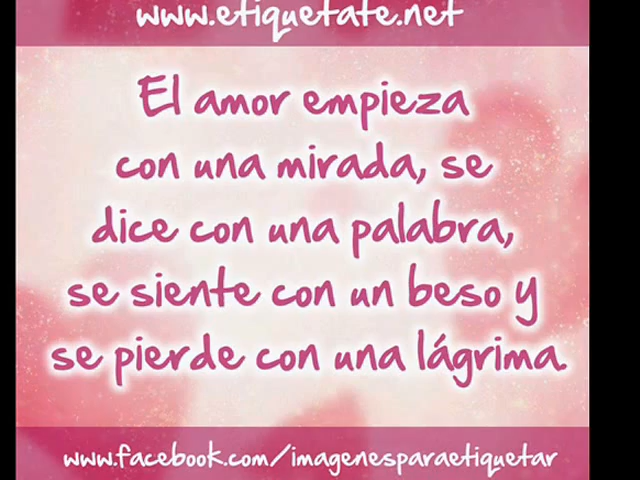 www.etiquetate.net
El amor empieza
con una mirada, se
dice con una palabra,
se siente con un beso y
se pierde con una lágrima.
www.facebook.com/imagenesparaetiquetar